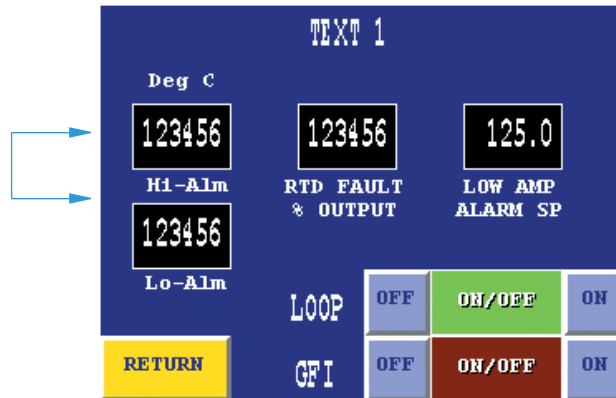 TEXT 1
Deg C
123456
123456
125.0
Hi-Alm
RTD FAULT
% OUTPUT
LOW AMP
ALARM SP
123456
Lo-Alm
LOOP
OFF
ON/OFF
ON
RETURN
GFI
OFF
ON/OFF
ON